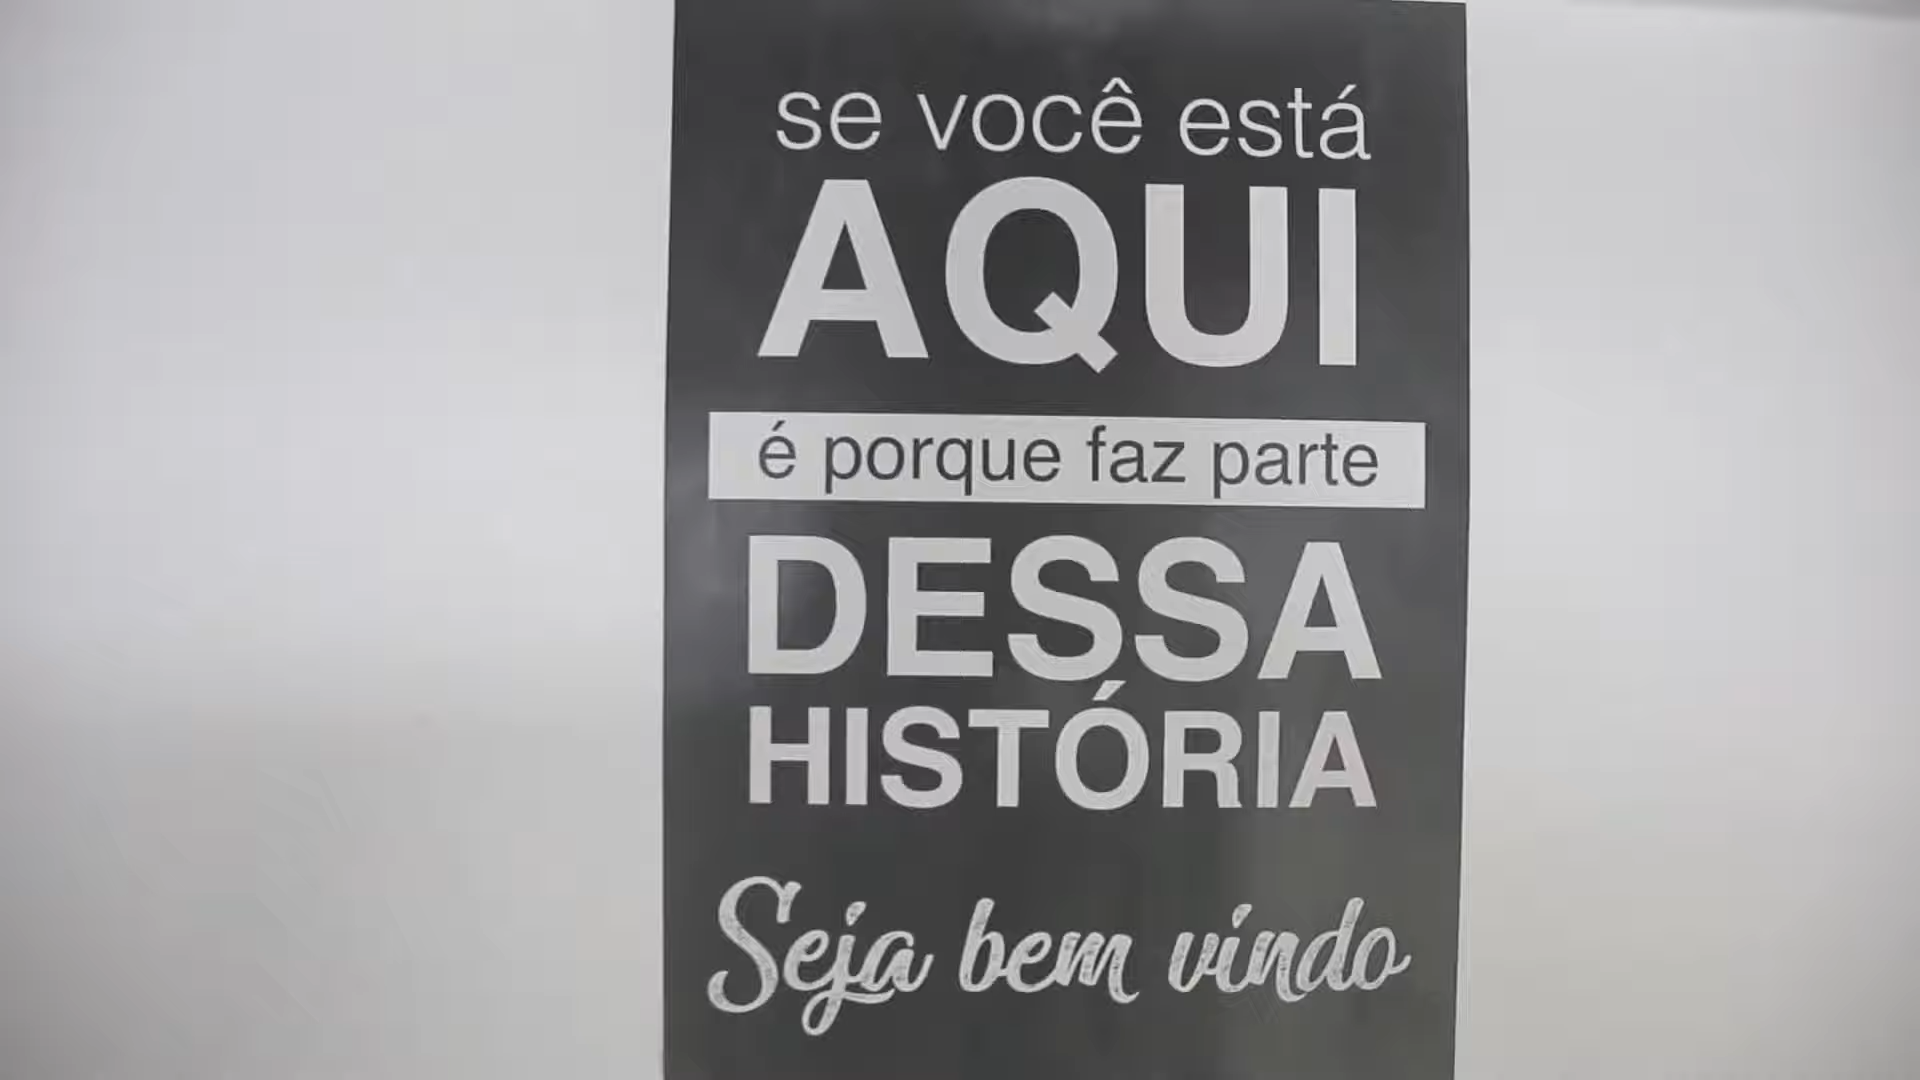 se você está
AQUI
é porque faz parte
DESSA
HISTÓRIA
Seja bem vindo